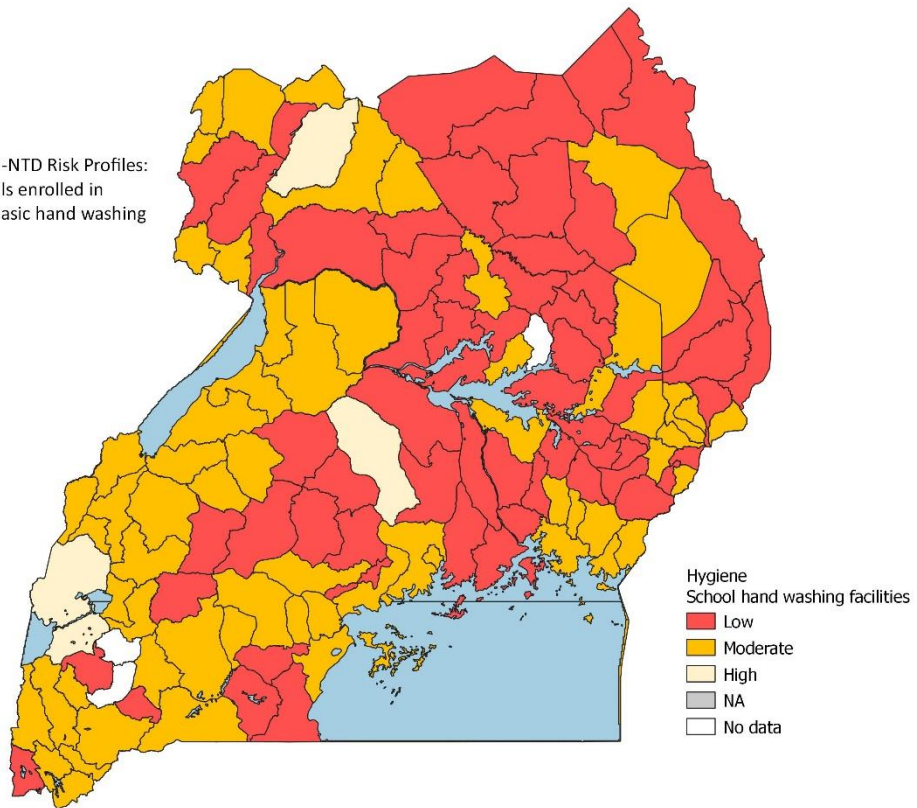 -NTD Risk Profiles:
ls enrolled in
asic hand washing
Hygiene
School hand washing facilities
Low
Moderate
High
NA
No data